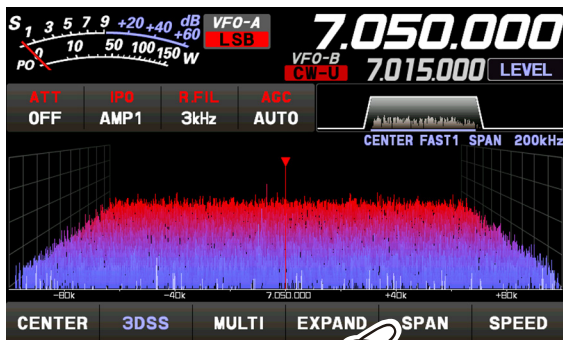 S 1 3 5 7 9 +20 +40 +60 dB
PO 0 10 50 100 150 W
VFO-A
LSB
7.050.000
VFO-B
CW-U
7.015.000
LEVEL
ATT IPO R.FIL AGC
OFF AMP1 3kHz AUTO
CENTER FAST1 SPAN 200kHz
-80k -40k 7.050.000 +40k +80k
CENTER 3DSS MULTI EXPAND SPAN SPEED